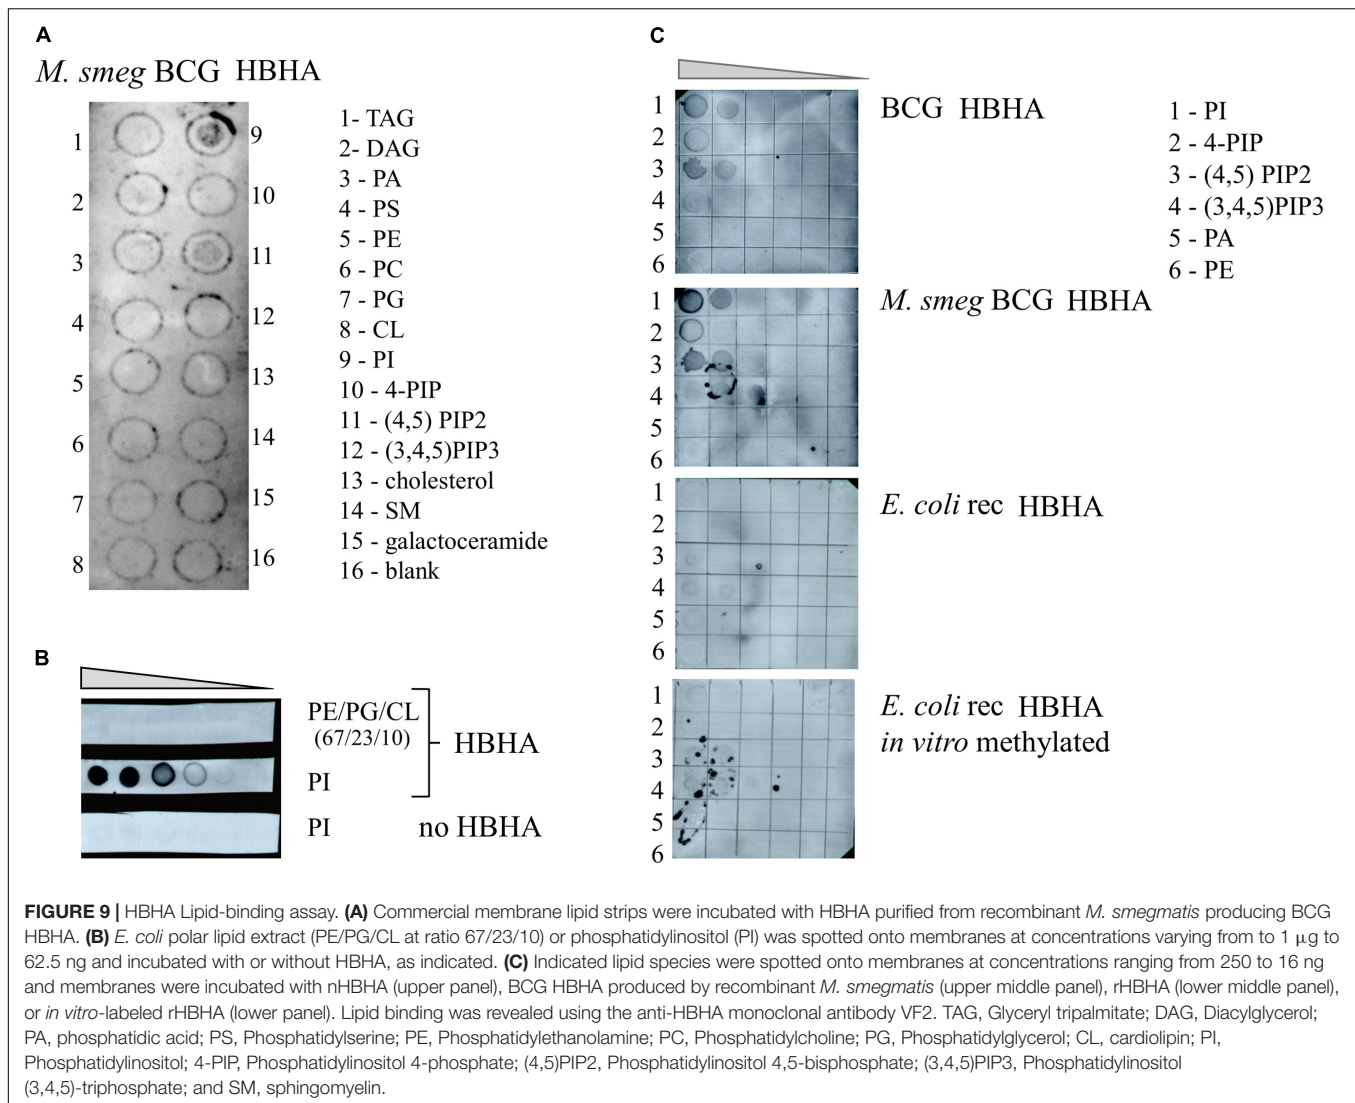 A
M. smeg BCG HBHA
1
2
3
4
5
6
7
8
9
10
11
12
13
14
15
16
1- TAG
2- DAG
3 - PA
4 - PS
5 - PE
6 - PC
7 - PG
8 - CL
9 - PI
10 - 4-PIP
11 - (4,5) PIP2
12 - (3,4,5)PIP3
13 - cholesterol
14 - SM
15 - galactoceramide
16 - blank
B
PE/PG/CL
(67/23/10)
PI
HBHA
PI
no HBHA
C
1
2
3
4
5
6
BCG HBHA
1 - PI
2 - 4-PIP
3 - (4,5) PIP2
4 - (3,4,5)PIP3
5 - PA
6 - PE
1
2
3
4
5
6
M. smeg BCG HBHA
1
2
3
4
5
6
E. coli rec HBHA
1
2
3
4
5
6
E. coli rec HBHA
in vitro methylated
FIGURE 9 | HBHA Lipid-binding assay. (A) Commercial membrane lipid strips were incubated with HBHA purified from recombinant M. smegmatis producing BCG
HBHA. (B) E. coli polar lipid extract (PE/PG/CL at ratio 67/23/10) or phosphatidylinositol (PI) was spotted onto membranes at concentrations varying from to 1 μg to
62.5 ng and incubated with or without HBHA, as indicated. (C) Indicated lipid species were spotted onto membranes at concentrations ranging from 250 to 16 ng
and membranes were incubated with nHBHA (upper panel), BCG HBHA produced by recombinant M. smegmatis (upper middle panel), rHBHA (lower middle panel),
or in vitro-labeled rHBHA (lower panel). Lipid binding was revealed using the anti-HBHA monoclonal antibody VF2. TAG, Glyceryl tripalmitate; DAG, Diacylglycerol;
PA, phosphatidic acid; PS, Phosphatidylserine; PE, Phosphatidylethanolamine; PC, Phosphatidylcholine; PG, Phosphatidylglycerol; CL, cardiolipin; PI,
Phosphatidylinositol; 4-PIP, Phosphatidylinositol 4-phosphate; (4,5)PIP2, Phosphatidylinositol 4,5-bisphosphate; (3,4,5)PIP3, Phosphatidylinositol
(3,4,5)-triphosphate; and SM, sphingomyelin.